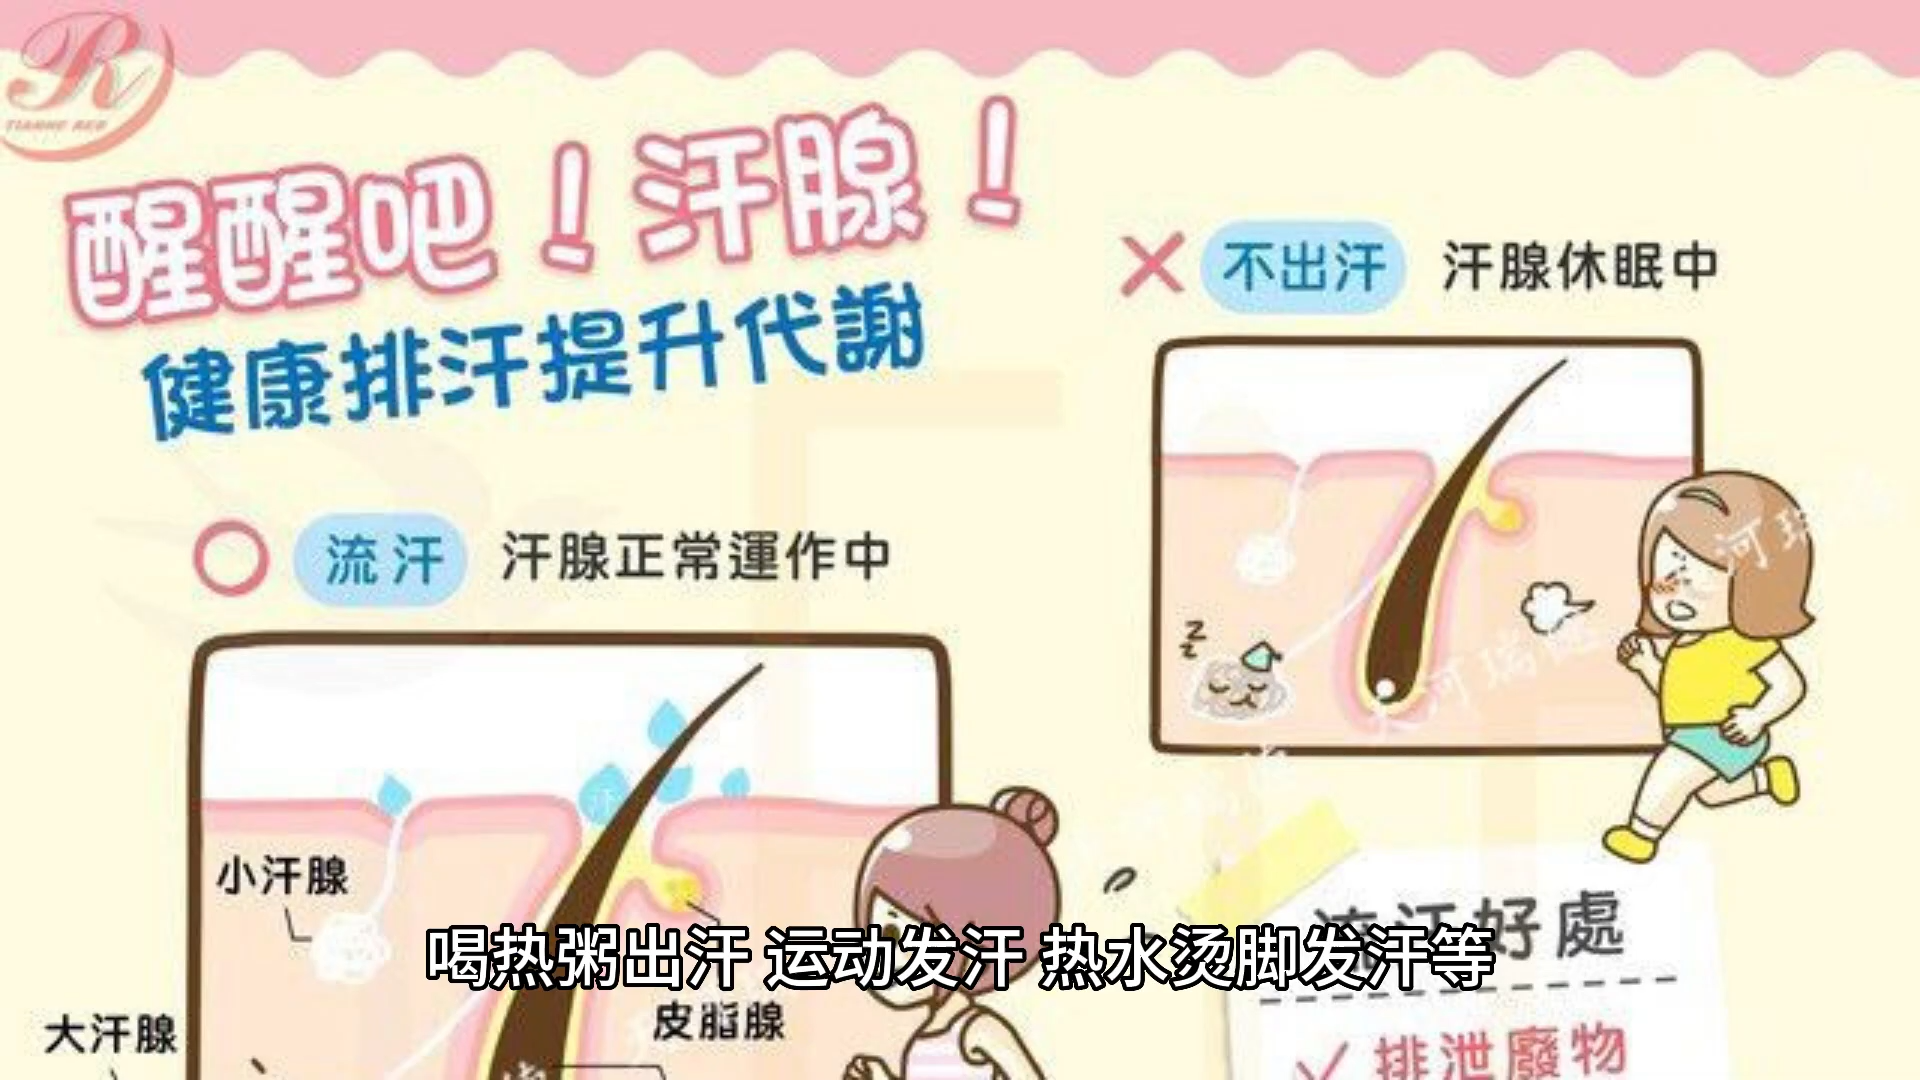 R
TIANHE RED
醒醒吧！汗腺！
健康排汗提升代謝
不出汗 汗腺休眠中
流汗 汗腺正常運作中
小汗腺
大汗腺
皮脂腺
流汗好處
喝热粥出汗 运动发汗 热水烫脚发汗等
排泄廢物